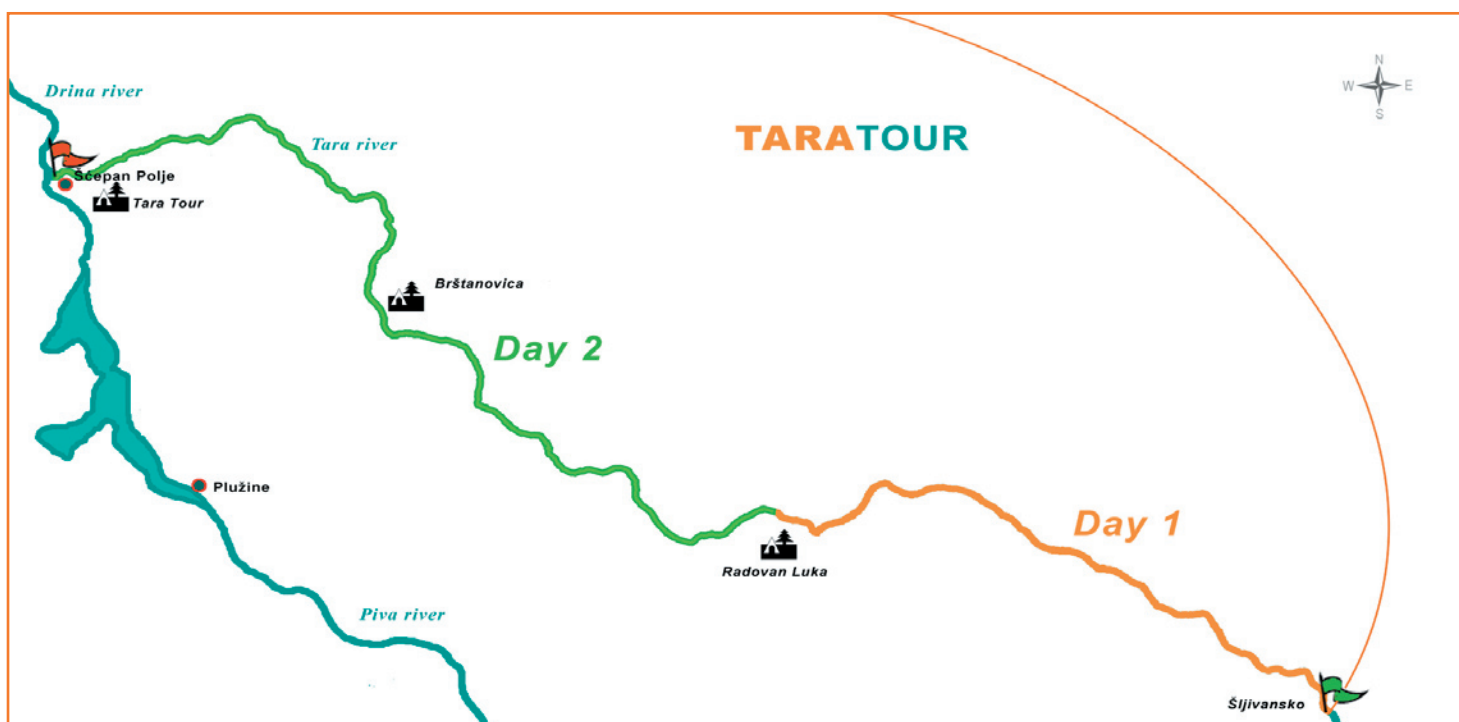 N
W E
S
Drina river
TARATOUR
Tara river
Šćepan Polje
Tara Tour
Brštanovica
Day 2
Plužine
Day 1
Radovan Luka
Piva river
Šljivansko